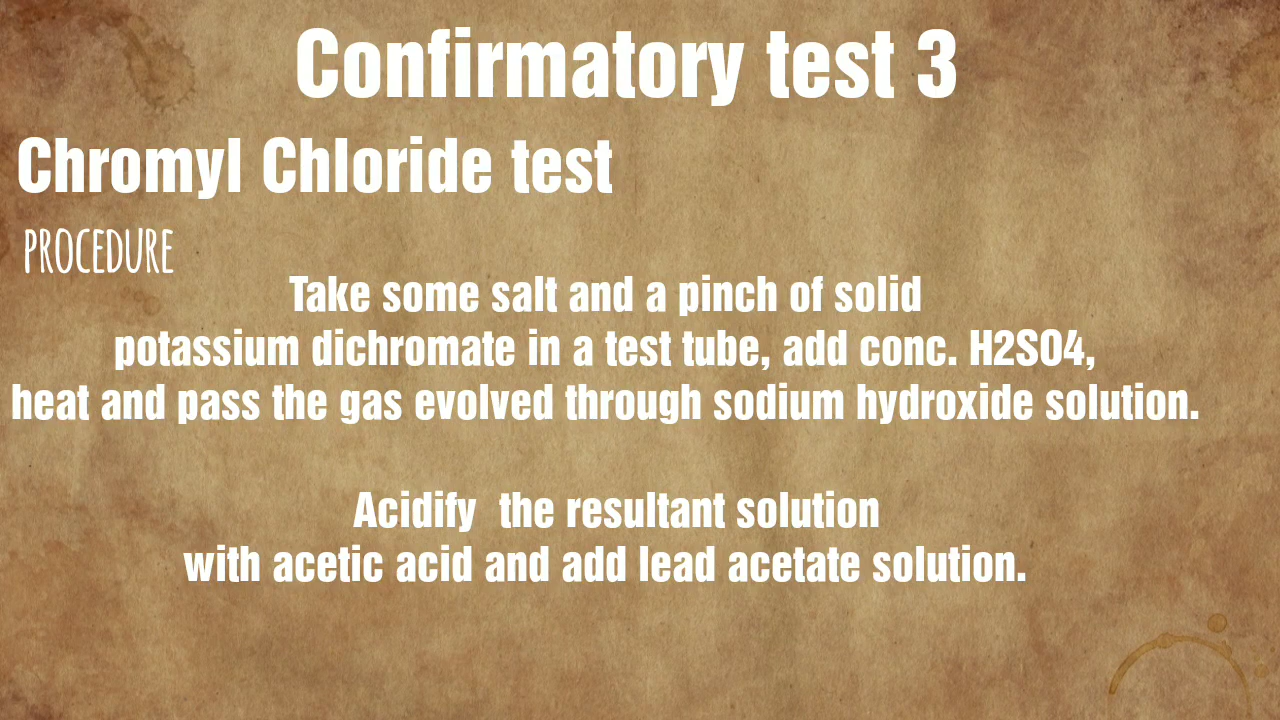 Confirmatory test 3
Chromyl Chloride test
PROCEDURE
Take some salt and a pinch of solid
potassium dichromate in a test tube, add conc. H2SO4,
heat and pass the gas evolved through sodium hydroxide solution.
Acidify the resultant solution
with acetic acid and add lead acetate solution.